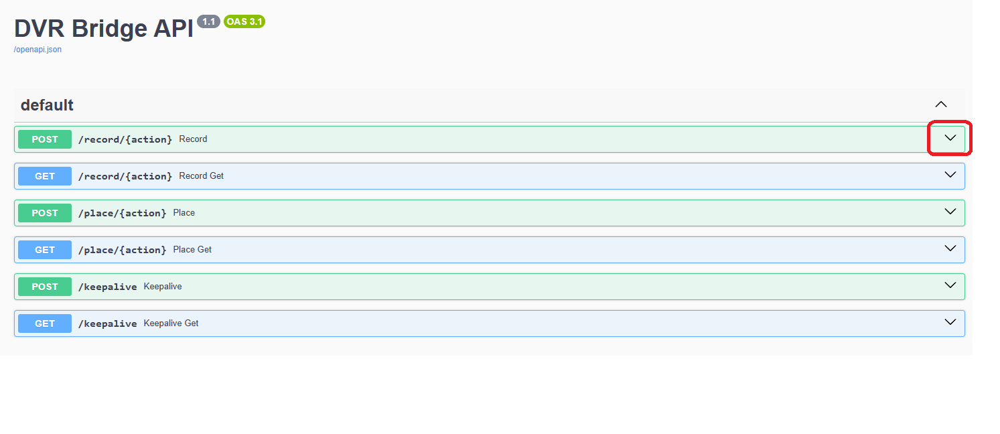 DVR Bridge API 1.1 OAS 3.1
/openapi.json
default
POST /record/{action} Record
GET /record/{action} Record Get
POST /place/{action} Place
GET /place/{action} Place Get
POST /keepalive Keepalive
GET /keepalive Keepalive Get